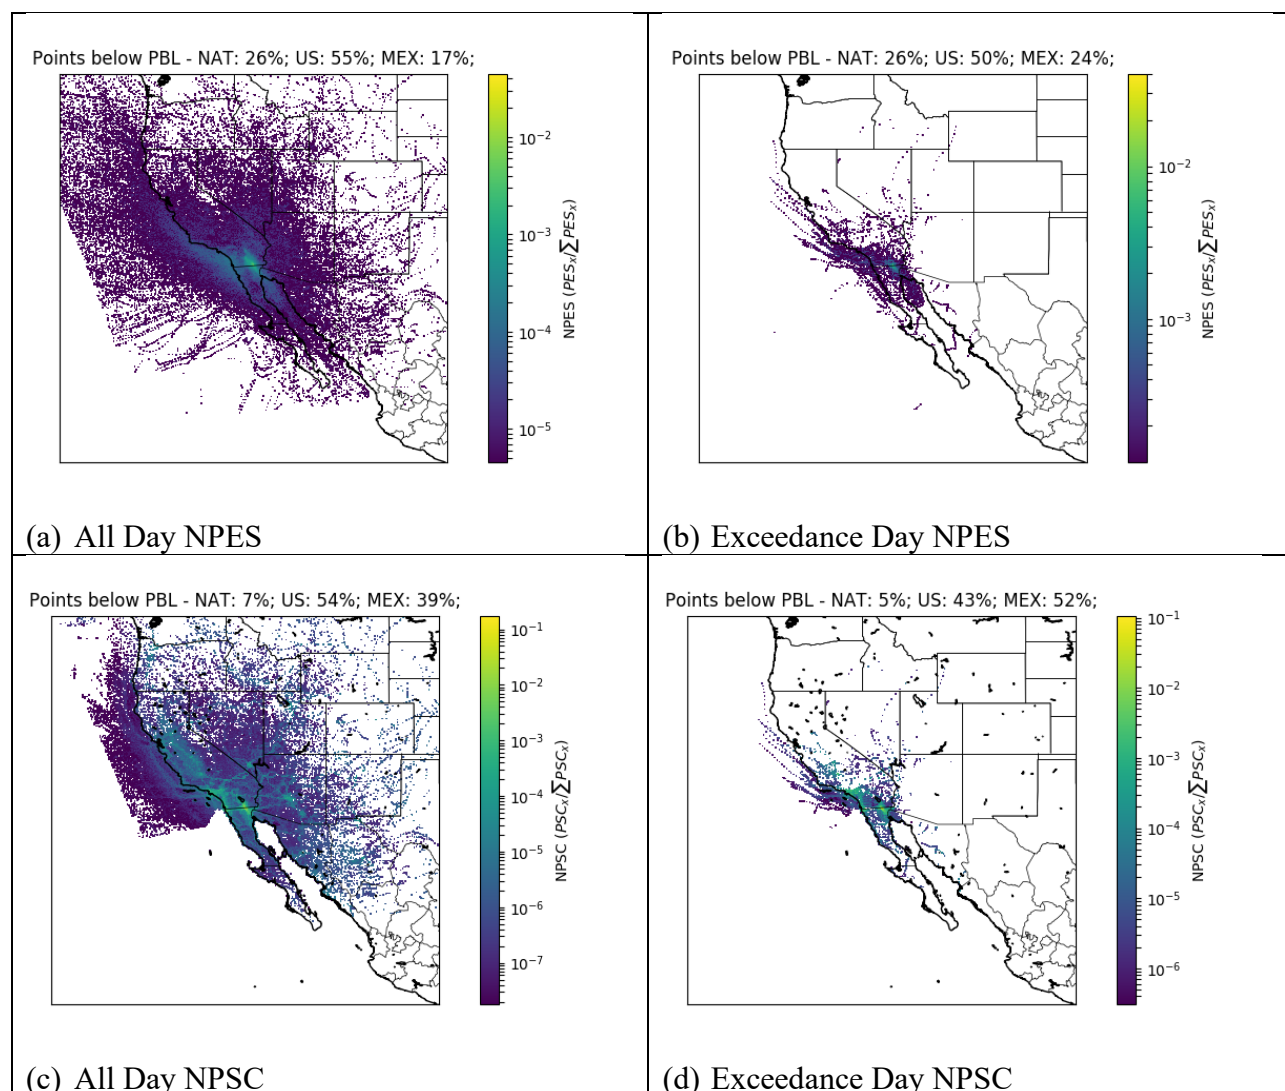 Points below PBL - NAT: 26%; US: 55%; MEX: 17%;
10⁻²
10⁻³
10⁻⁴
10⁻⁵
NPES (PESₓ/∑PESₓ)
(a) All Day NPES
Points below PBL - NAT: 26%; US: 50%; MEX: 24%;
10⁻²
10⁻³
NPES (PESₓ/∑PESₓ)
(b) Exceedance Day NPES
Points below PBL - NAT: 7%; US: 54%; MEX: 39%;
10⁻¹
10⁻²
10⁻³
10⁻⁴
10⁻⁵
10⁻⁶
10⁻⁷
NPSC (PSCₓ/∑PSCₓ)
(c) All Day NPSC
Points below PBL - NAT: 5%; US: 43%; MEX: 52%;
10⁻¹
10⁻²
10⁻³
10⁻⁴
10⁻⁵
10⁻⁶
NPSC (PSCₓ/∑PSCₓ)
(d) Exceedance Day NPSC